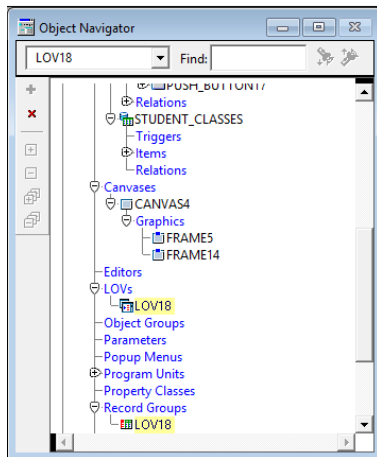 Object Navigator
LOV18 Find:
PUSH_BUTTON17
Relations
STUDENT_CLASSES
Triggers
Items
Relations
Canvases
CANVAS4
Graphics
FRAME5
FRAME14
Editors
LOVs
LOV18
Object Groups
Parameters
Popup Menus
Program Units
Property Classes
Record Groups
LOV18